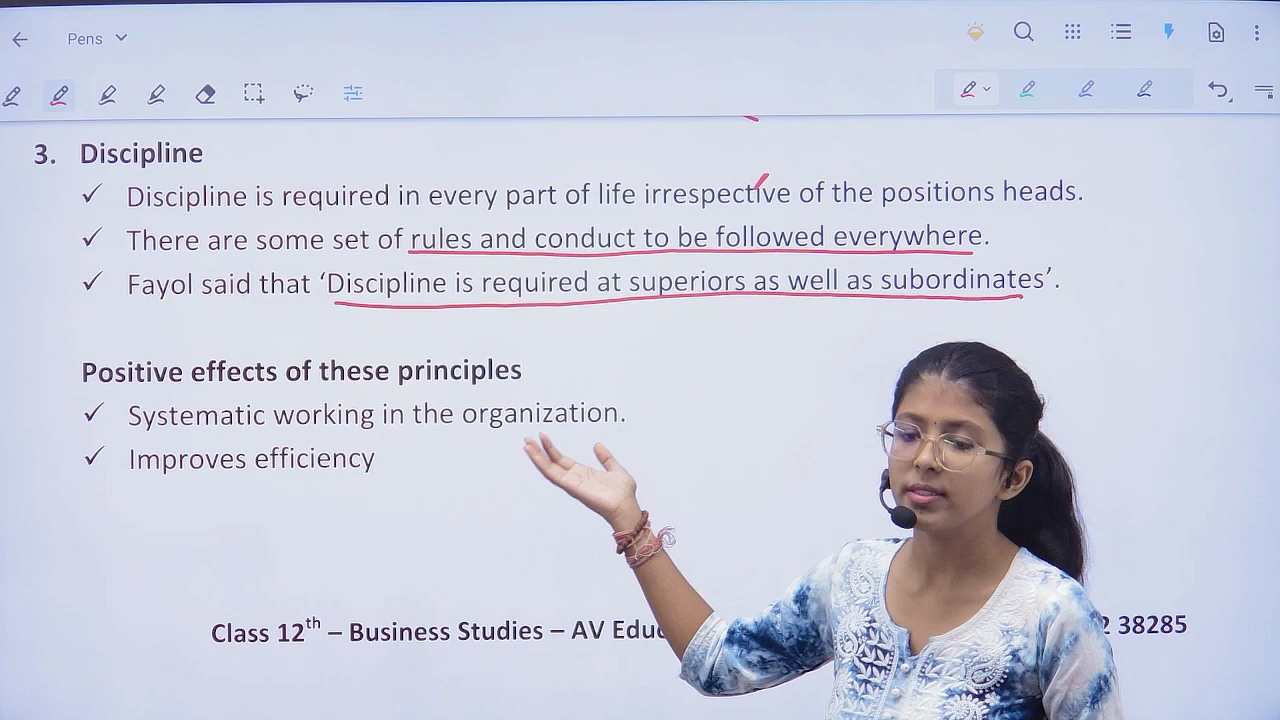 Pens
3. Discipline
✓ Discipline is required in every part of life irrespective of the positions heads.
✓ There are some set of rules and conduct to be followed everywhere.
✓ Fayol said that ‘Discipline is required at superiors as well as subordinates’.
Positive effects of these principles
✓ Systematic working in the organization.
✓ Improves efficiency
Class 12th – Business Studies – AV 38285